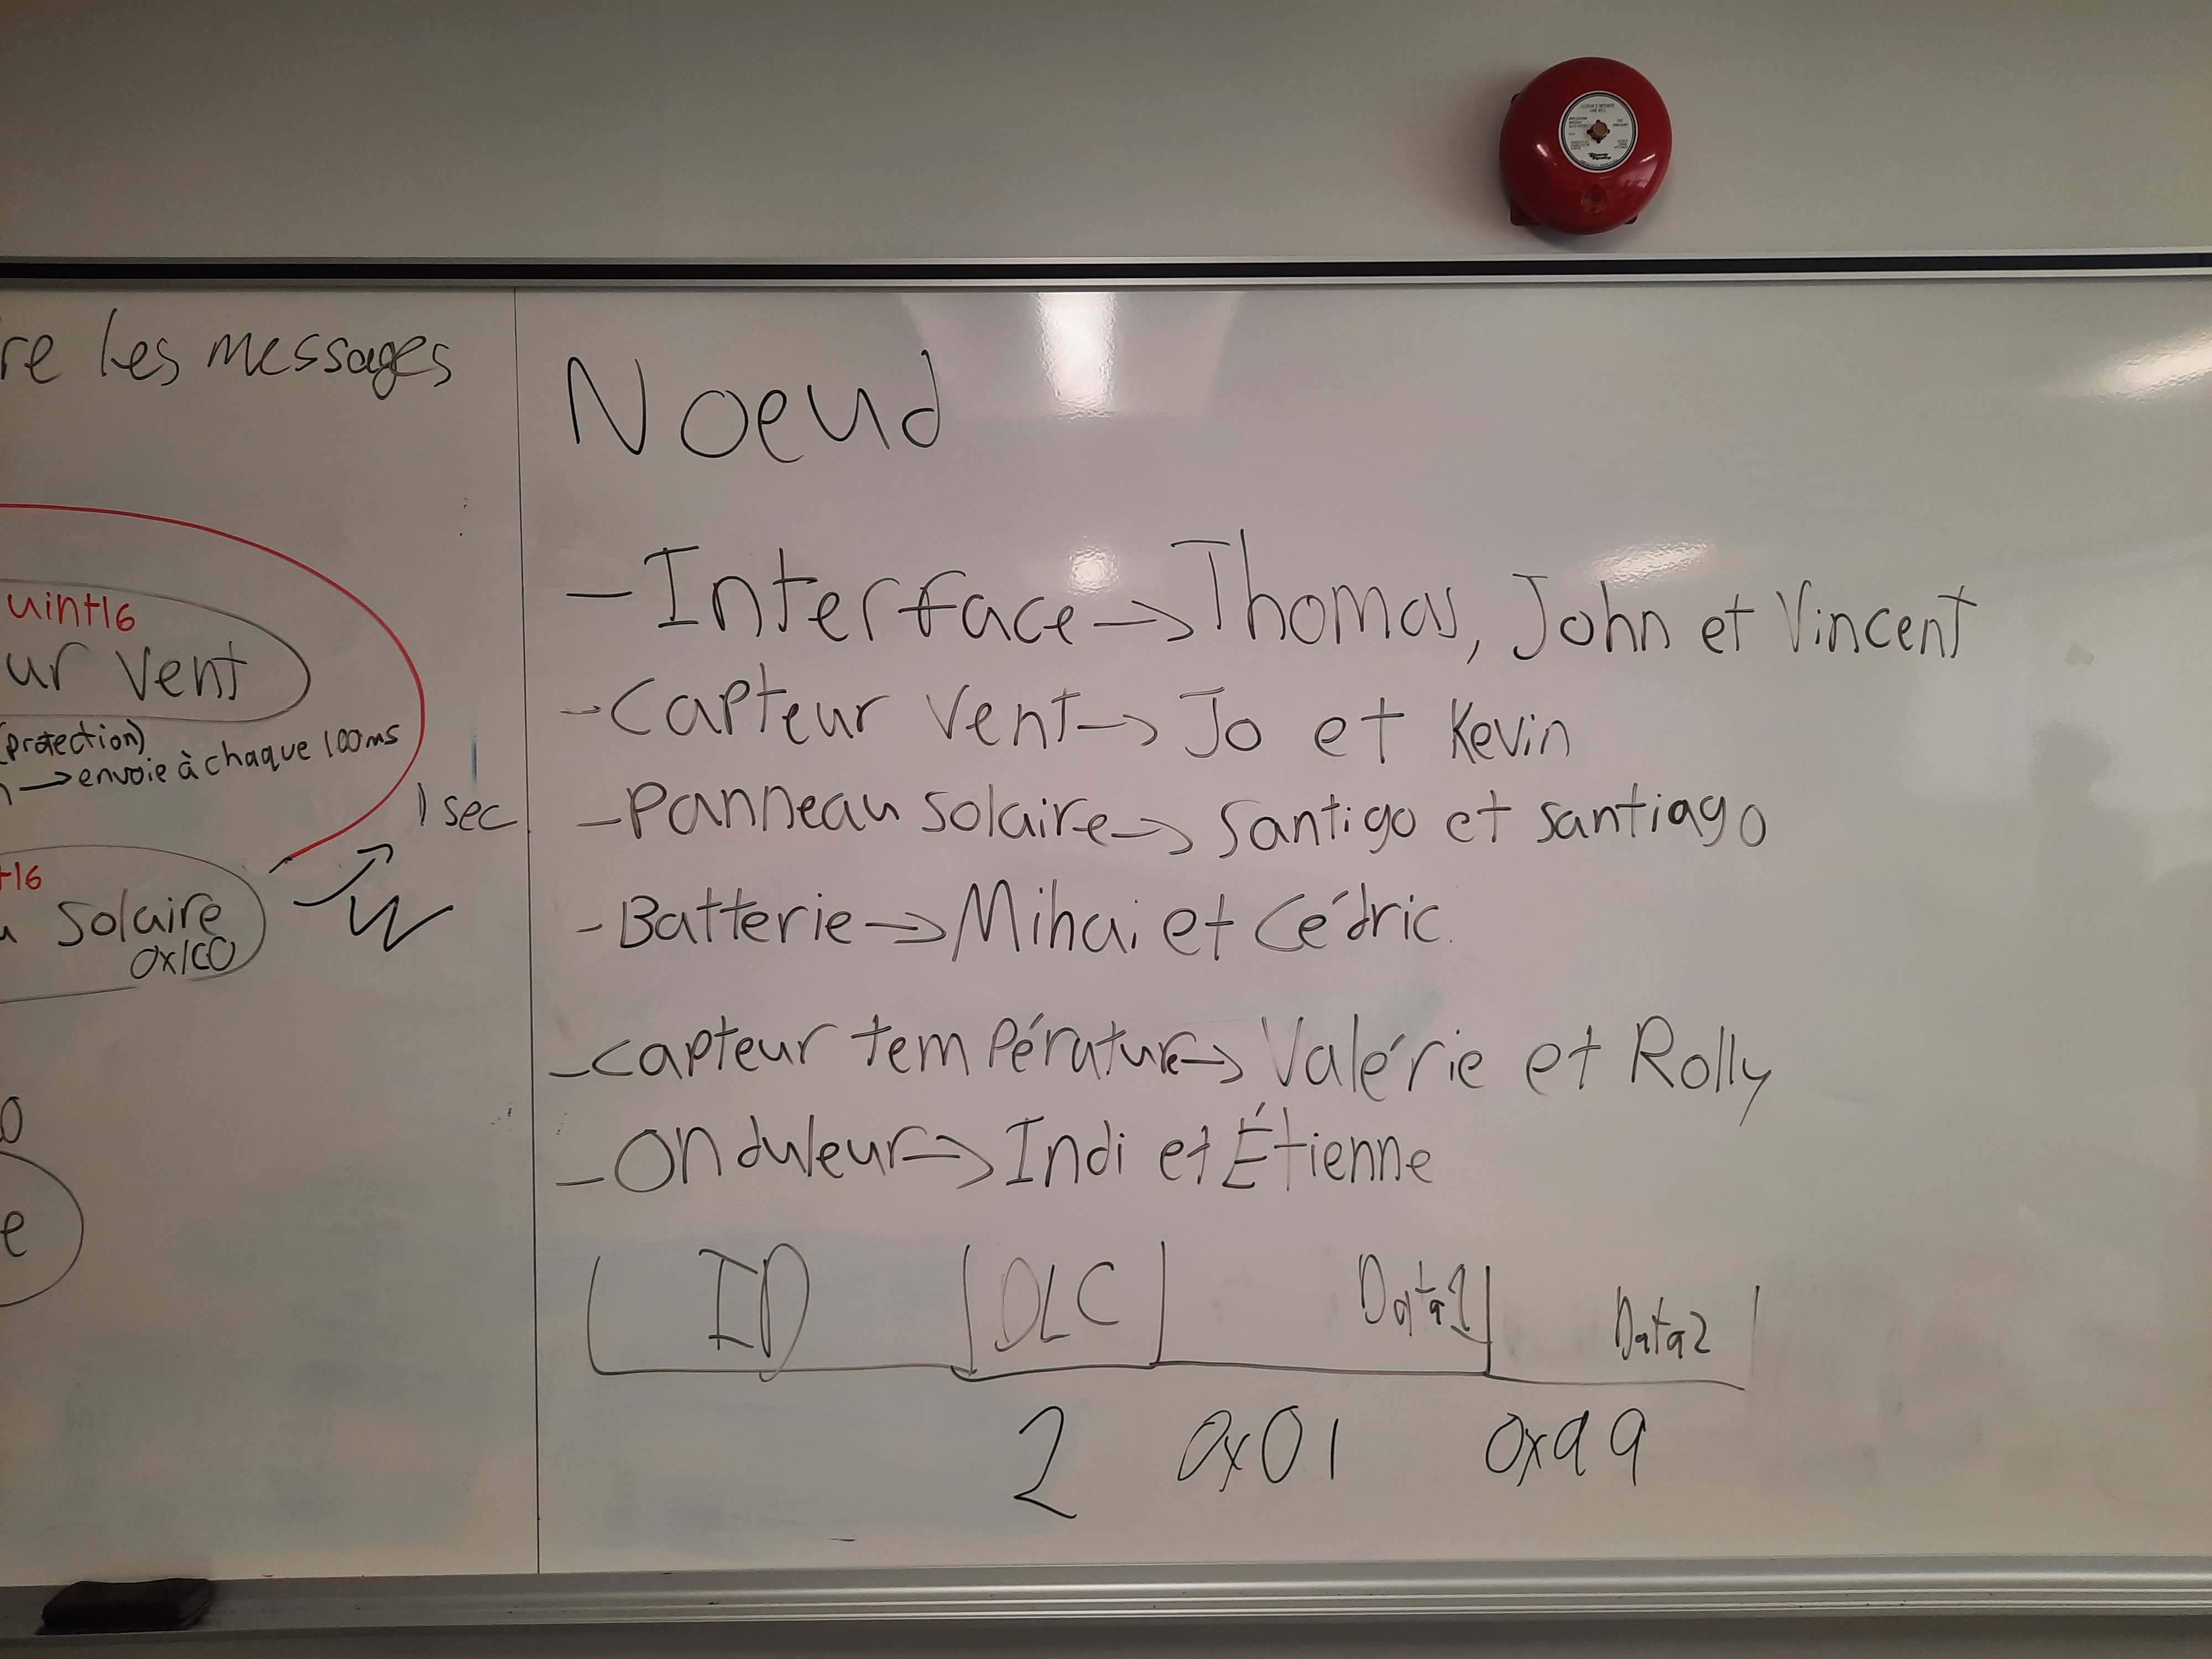 re les messages
uint16
ur vent
(protection)
→ envoie à chaque 100ms
1 sec
t16
solaire
0x1C0
0
e
Noeud
- Interface → Thomas, John et Vincent
- Capteur vent → Jo et Kevin
- Panneau solaire → Santigo et santiago
- Batterie → Mihai et Cédric.
- capteur température → Valérie et Rolly
- Onduleur → Indi et Étienne
ID DLC Data1 Data2
2 0x01 0x99